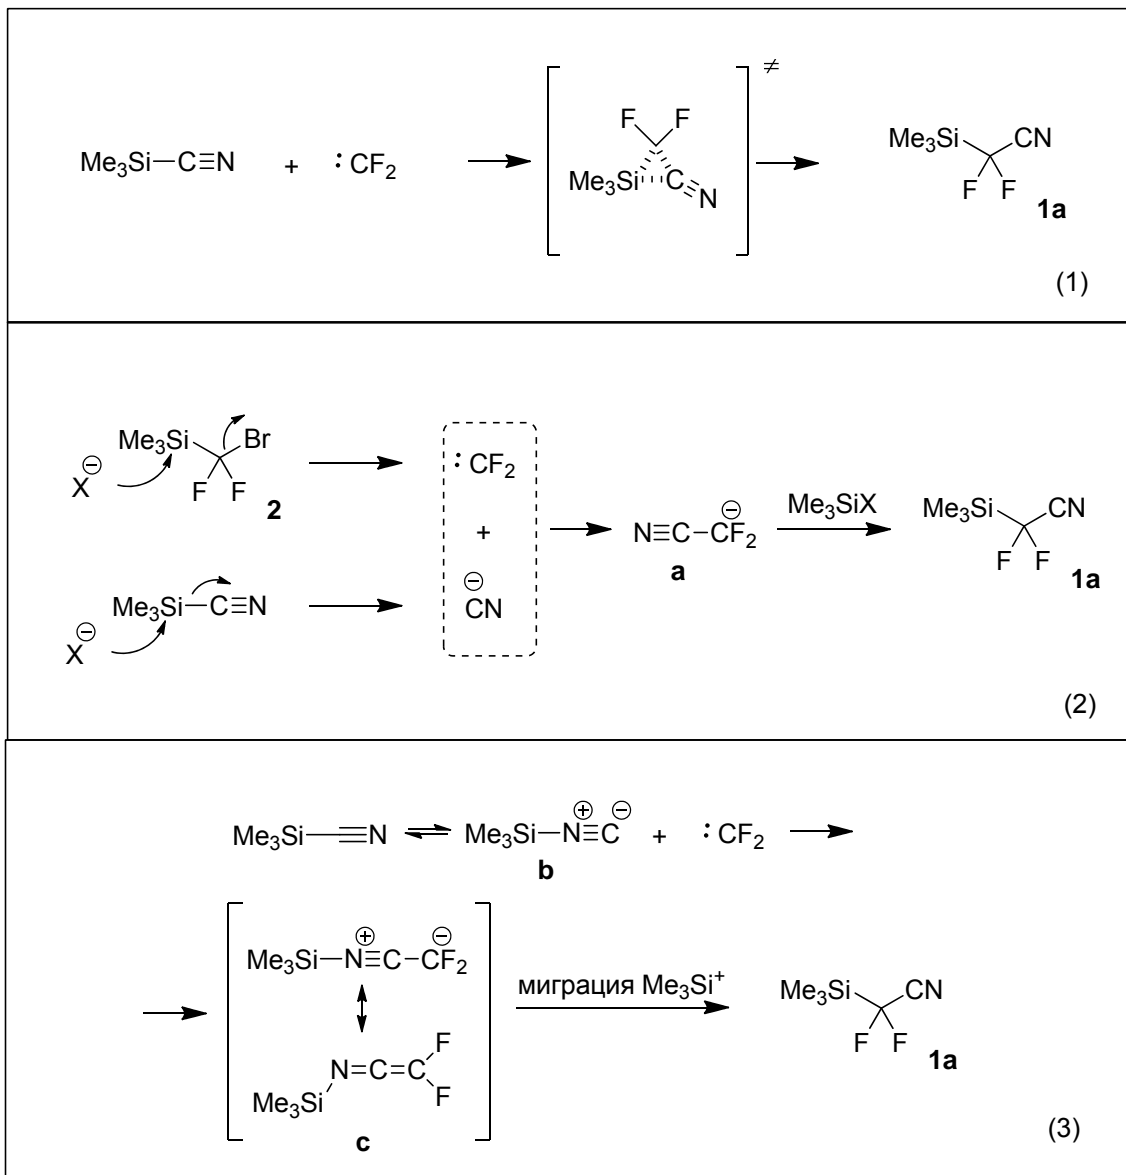 Me3Si C≡N + :CF2 F F Me3Si C≡N ≠ Me3Si CN F F
1a
(1)
Me3Si Br
X⊖ F F 2
:CF2
+
⊖CN
Me3Si C≡N
X⊖
N≡C CF2⊖
a
Me3SiX
Me3Si CN
F F
1a
(2)
Me3Si ≡N ⇌ Me3Si N⊕≡C⊖ + :CF2
b
Me3Si N⊕≡C CF2⊖
миграция Me3Si+
Me3Si CN
F F
1a
N=C=C F
F
Me3Si
c
(3)